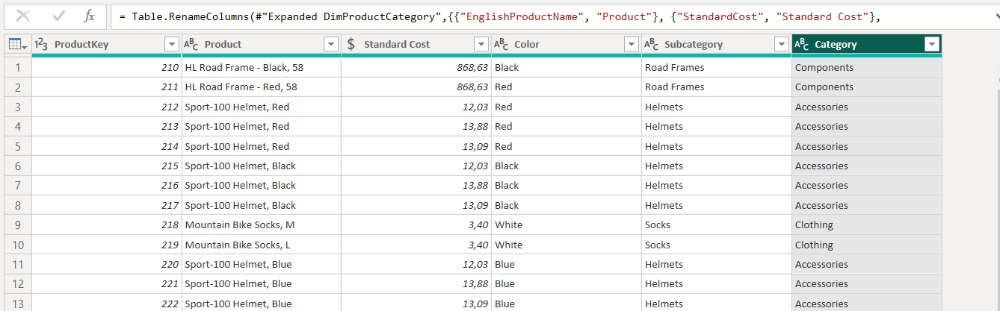 fx = Table.RenameColumns(#"Expanded DimProductCategory",{{"EnglishProductName", "Product"}, {"StandardCost", "Standard Cost"},
1²3 ProductKey ABC Product $ Standard Cost ABC Color ABC Subcategory ABC Category
1 210 HL Road Frame - Black, 58 868,63 Black Road Frames Components
2 211 HL Road Frame - Red, 58 868,63 Red Road Frames Components
3 212 Sport-100 Helmet, Red 12,03 Red Helmets Accessories
4 213 Sport-100 Helmet, Red 13,88 Red Helmets Accessories
5 214 Sport-100 Helmet, Red 13,09 Red Helmets Accessories
6 215 Sport-100 Helmet, Black 12,03 Black Helmets Accessories
7 216 Sport-100 Helmet, Black 13,88 Black Helmets Accessories
8 217 Sport-100 Helmet, Black 13,09 Black Helmets Accessories
9 218 Mountain Bike Socks, M 3,40 White Socks Clothing
10 219 Mountain Bike Socks, L 3,40 White Socks Clothing
11 220 Sport-100 Helmet, Blue 12,03 Blue Helmets Accessories
12 221 Sport-100 Helmet, Blue 13,88 Blue Helmets Accessories
13 222 Sport-100 Helmet, Blue 13,09 Blue Helmets Accessories